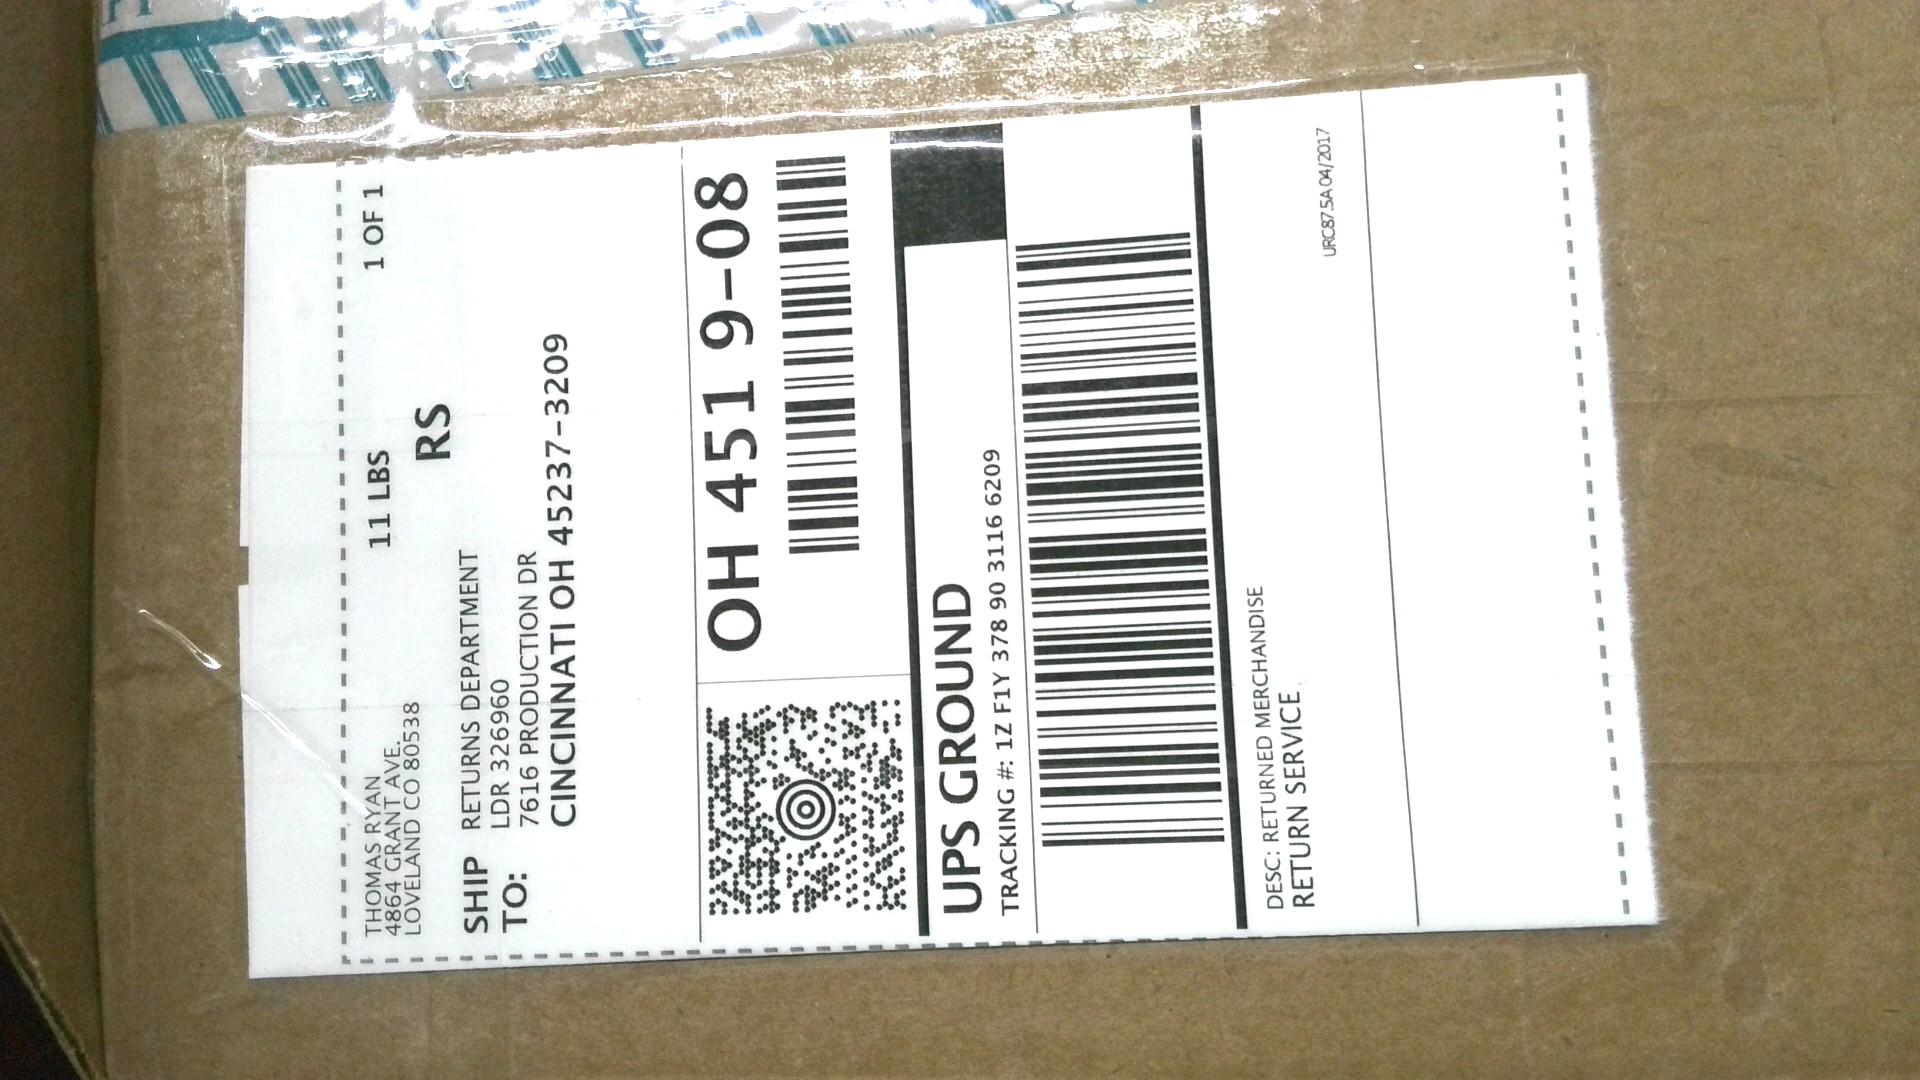 THOMAS RYAN
4864 GRANT AVE.
LOVELAND CO 80538
11 LBS
1 OF 1
RS
SHIP
TO:
RETURNS DEPARTMENT
LDR 326960
7616 PRODUCTION DR
CINCINNATI OH 45237-3209
OH 451 9-08
UPS GROUND
TRACKING #: 1Z F1Y 378 90 3116 6209
DESC: RETURNED MERCHANDISE
RETURN SERVICE
URC87.5A 04/2017